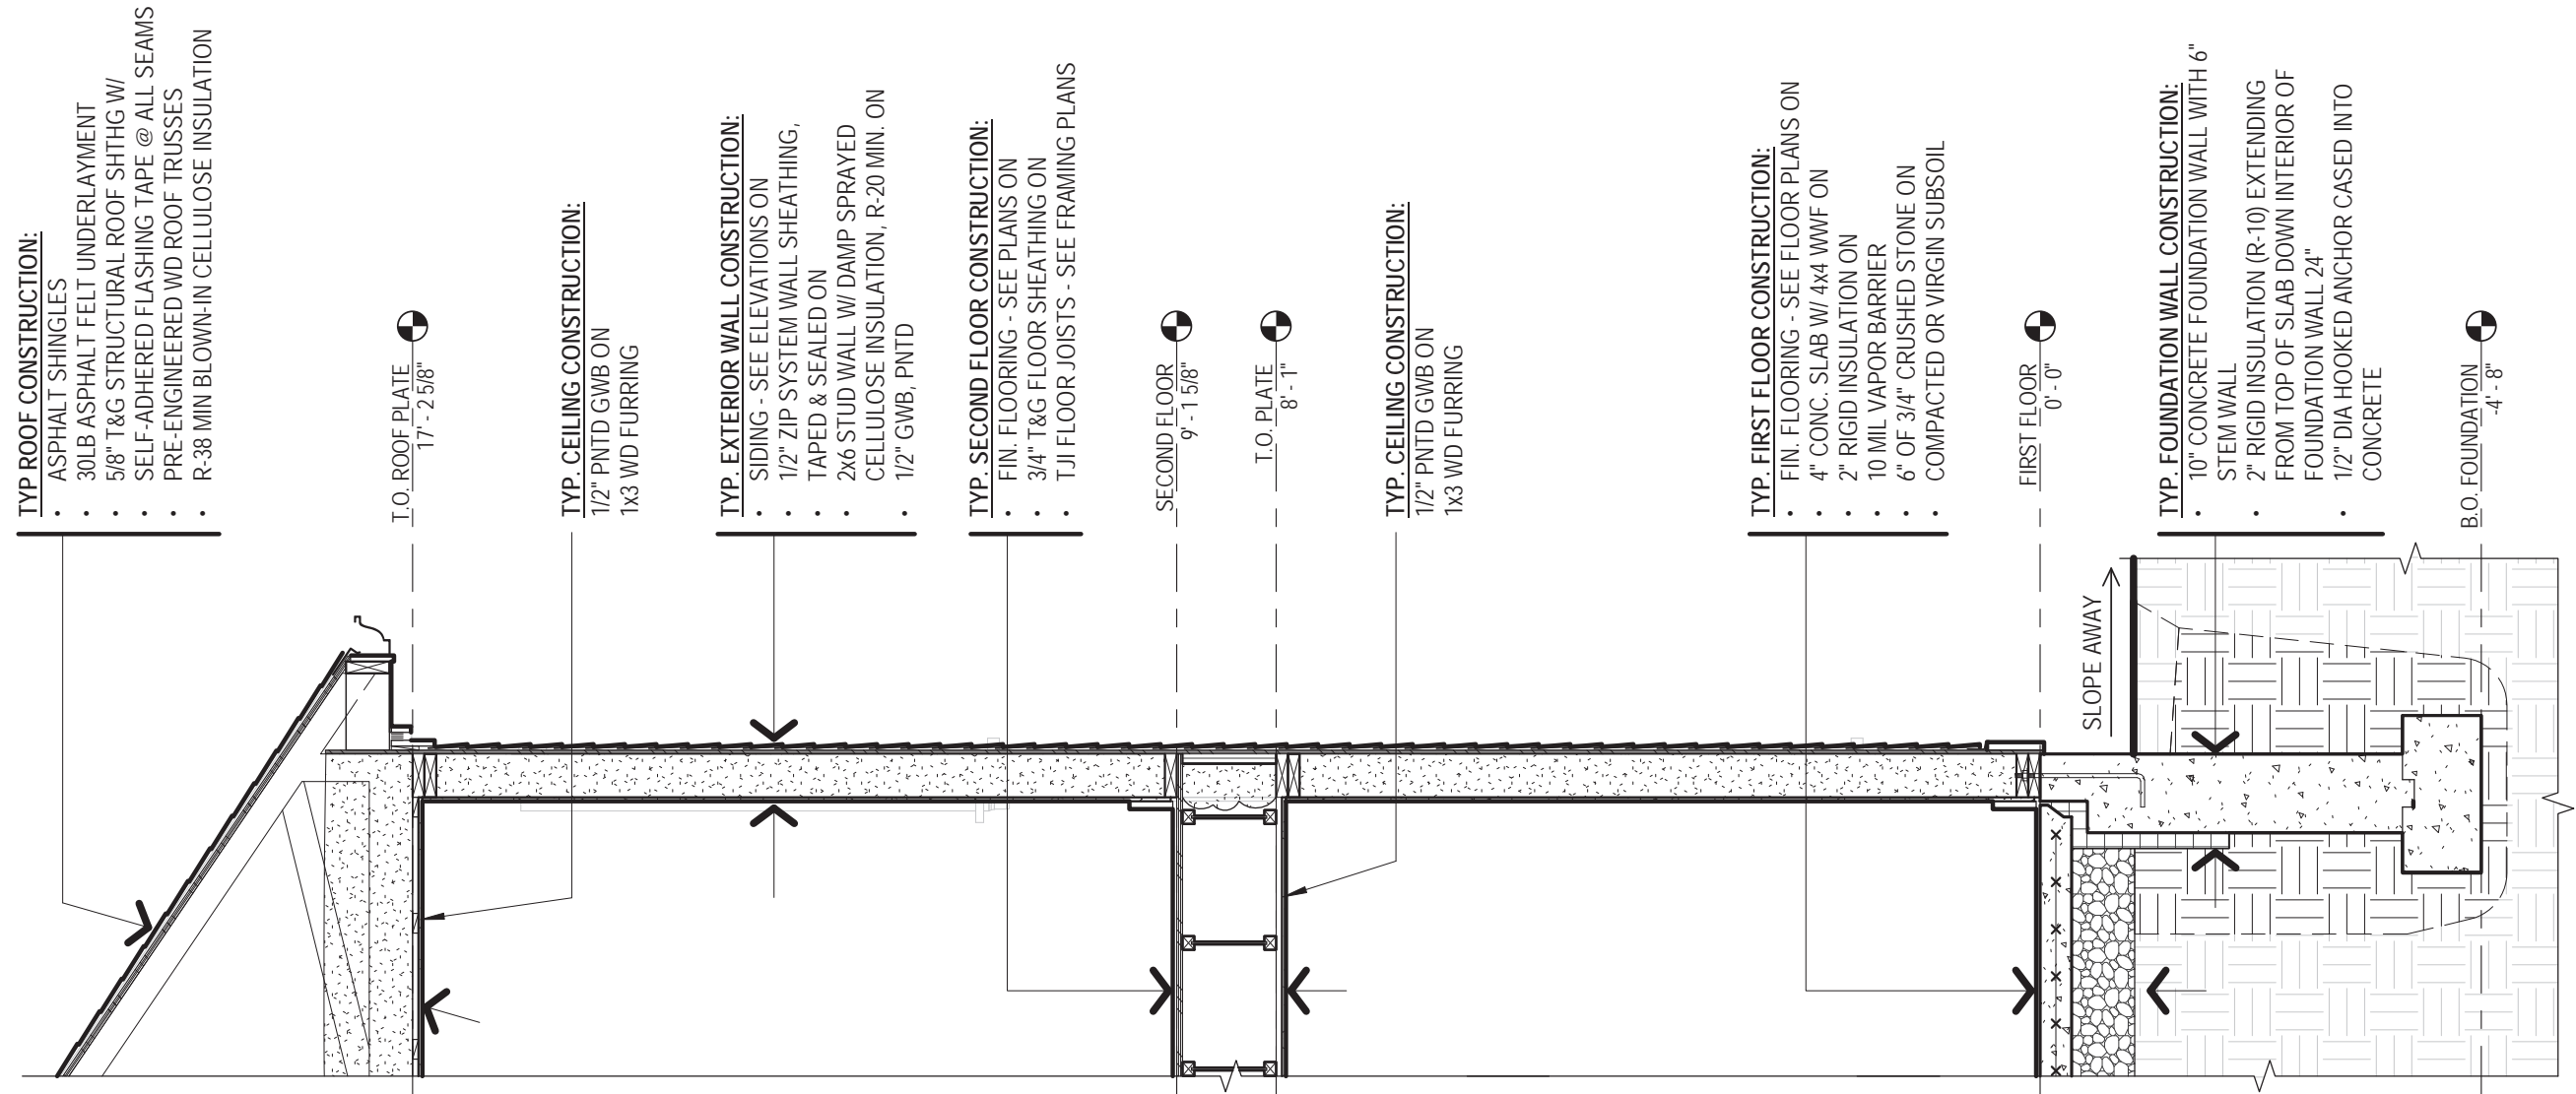 TYP ROOF CONSTRUCTION:
• ASPHALT SHINGLES
• 30LB ASPHALT FELT UNDERLAYMENT
• 5/8" T&G STRUCTURAL ROOF SHTHG W/
• SELF-ADHERED FLASHING TAPE @ ALL SEAMS
• PRE-ENGINEERED WD ROOF TRUSSES
• R-38 MIN BLOWN-IN CELLULOSE INSULATION
T.O. ROOF PLATE
17' - 2 5/8"
TYP. CEILING CONSTRUCTION:
1/2" PNTD GWB ON
1x3 WD FURRING
TYP. EXTERIOR WALL CONSTRUCTION:
• SIDING - SEE ELEVATIONS ON
• 1/2" ZIP SYSTEM WALL SHEATHING,
• TAPED & SEALED ON
• 2x6 STUD WALL W/ DAMP SPRAYED
CELLULOSE INSULATION, R-20 MIN. ON
• 1/2" GWB, PNTD
TYP. SECOND FLOOR CONSTRUCTION:
• FIN. FLOORING - SEE PLANS ON
• 3/4" T&G FLOOR SHEATHING ON
• TJI FLOOR JOISTS - SEE FRAMING PLANS
SECOND FLOOR
9' - 1 5/8"
T.O. PLATE
8' - 1"
TYP. CEILING CONSTRUCTION:
1/2" PNTD GWB ON
1x3 WD FURRING
TYP. FIRST FLOOR CONSTRUCTION:
• FIN. FLOORING - SEE FLOOR PLANS ON
• 4" CONC. SLAB W/ 4x4 WWF ON
• 2" RIGID INSULATION ON
• 10 MIL VAPOR BARRIER
• 6" OF 3/4" CRUSHED STONE ON
• COMPACTED OR VIRGIN SUBSOIL
FIRST FLOOR
0' - 0"
SLOPE AWAY
TYP. FOUNDATION WALL CONSTRUCTION:
• 10" CONCRETE FOUNDATION WALL WITH 6"
STEM WALL
• 2" RIGID INSULATION (R-10) EXTENDING
FROM TOP OF SLAB DOWN INTERIOR OF
FOUNDATION WALL 24"
• 1/2" DIA HOOKED ANCHOR CASED INTO
CONCRETE
B.O. FOUNDATION
-4' - 8"